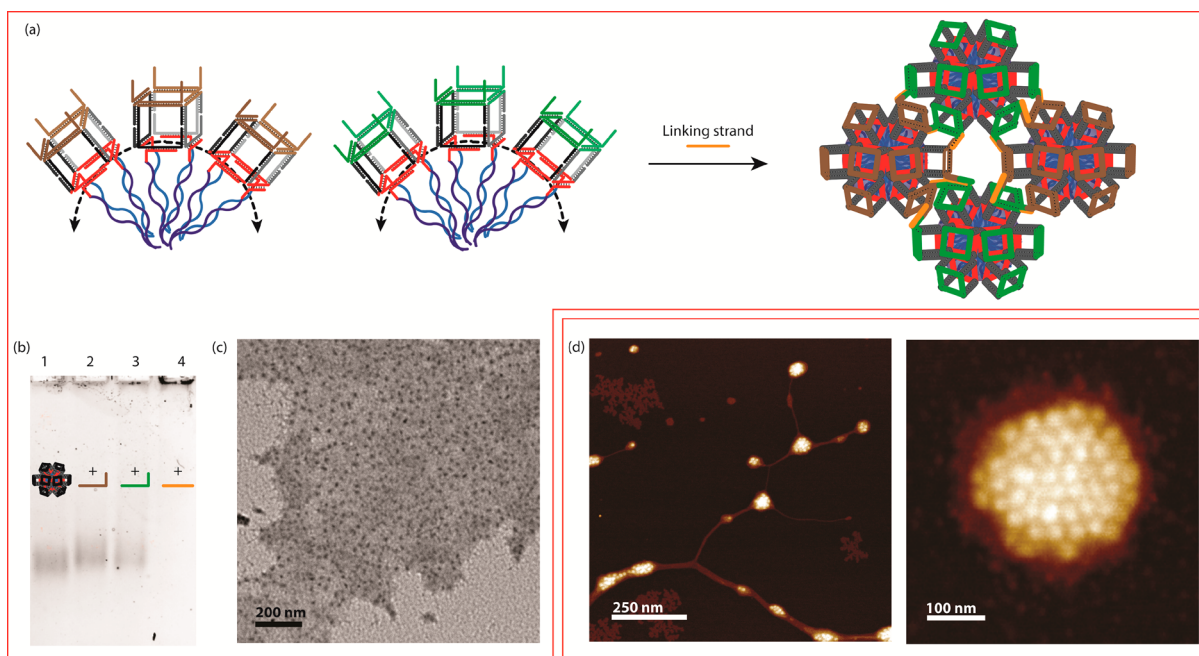 (a)
Linking strand
(b)
1 2 3 4
+ + +
(c)
200 nm
(d)
250 nm
100 nm